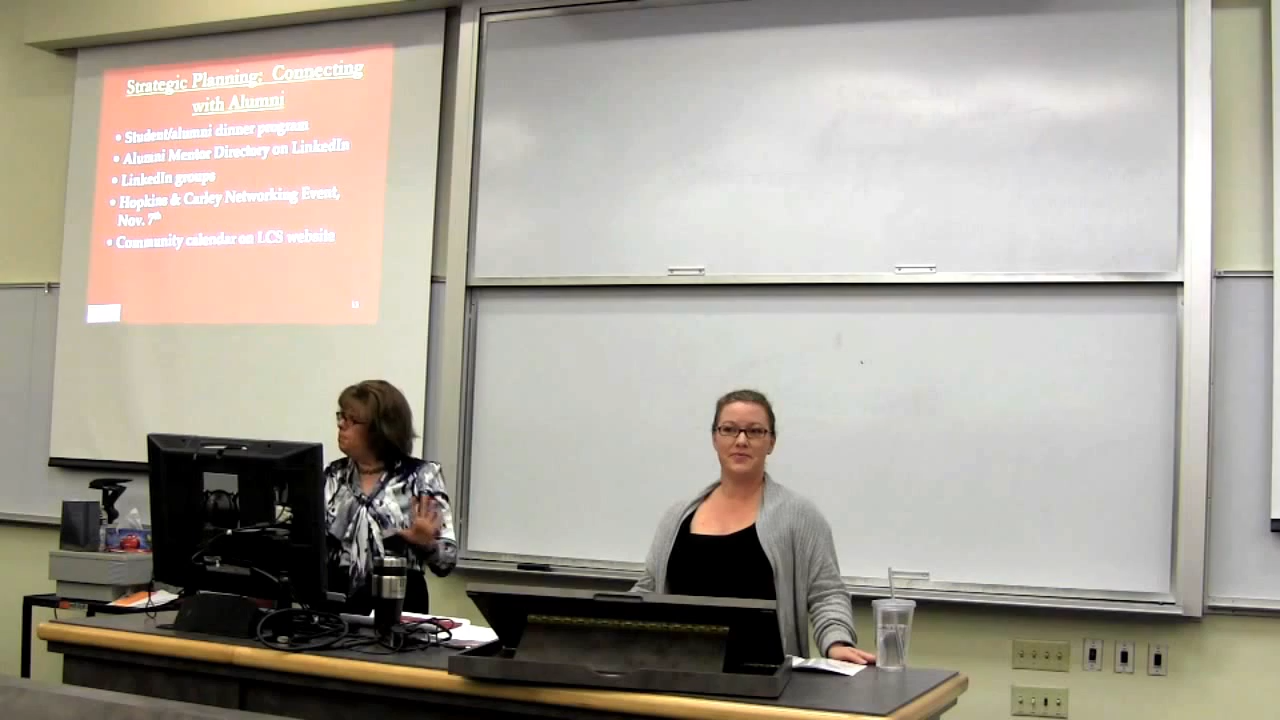 Strategic Planning: Connecting
with Alumni
• Student/alumni dinner program
• Alumni Mentor Directory on LinkedIn
• LinkedIn groups
• Hopkins & Carley Networking Event,
Nov. 7th
• Community calendar on LCS website